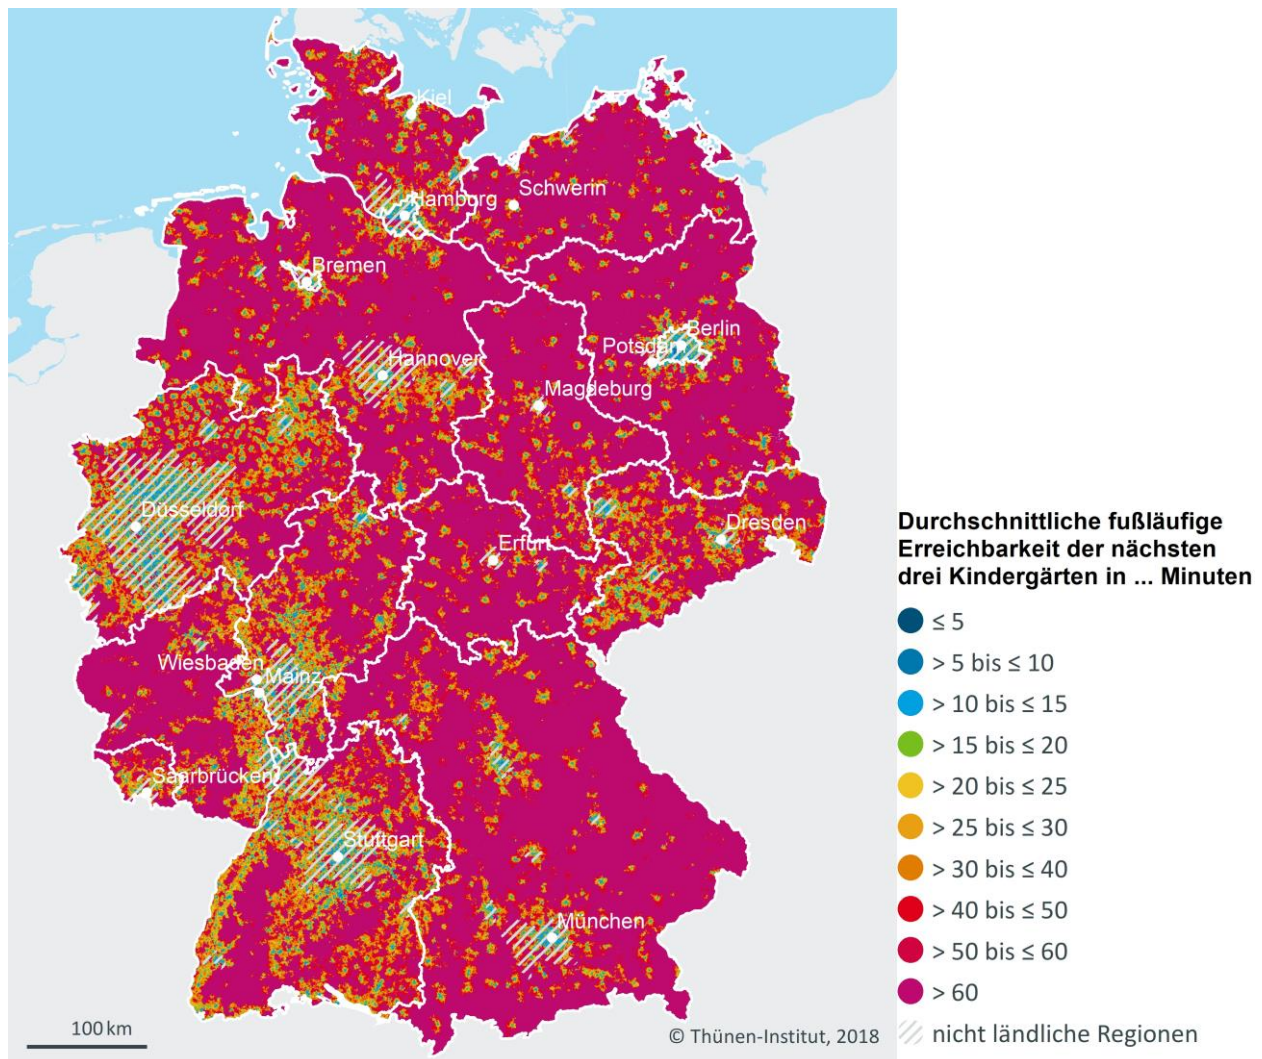 Kiel
Schwerin
Hamburg
Bremen
Berlin
Potsdam
Hannover
Magdeburg
Düsseldorf
Dresden
Erfurt
Wiesbaden
Mainz
Saarbrücken
Stuttgart
München
100 km
© Thünen-Institut, 2018
Durchschnittliche fußläufige
Erreichbarkeit der nächsten
drei Kindergärten in ... Minuten
≤ 5
> 5 bis ≤ 10
> 10 bis ≤ 15
> 15 bis ≤ 20
> 20 bis ≤ 25
> 25 bis ≤ 30
> 30 bis ≤ 40
> 40 bis ≤ 50
> 50 bis ≤ 60
> 60
nicht ländliche Regionen